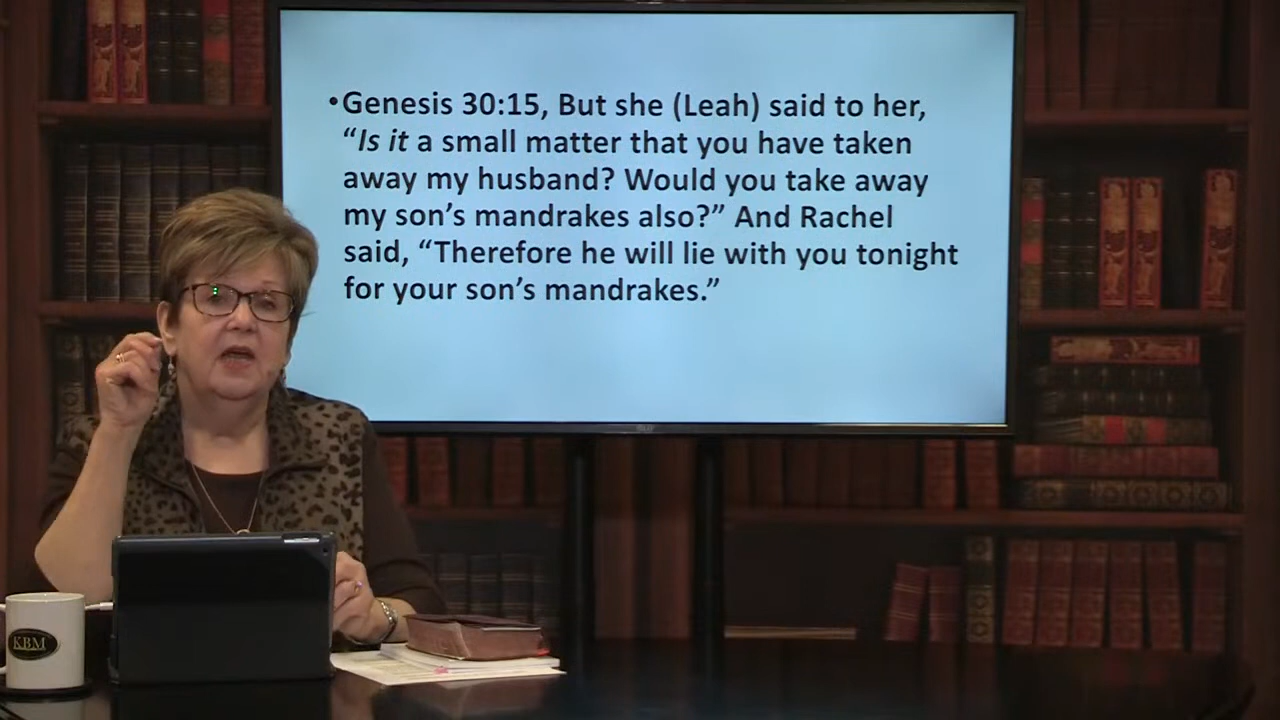 •Genesis 30:15, But she (Leah) said to her,
“Is it a small matter that you have taken
away my husband? Would you take away
my son’s mandrakes also?” And Rachel
said, “Therefore he will lie with you tonight
for your son’s mandrakes.”
KBM